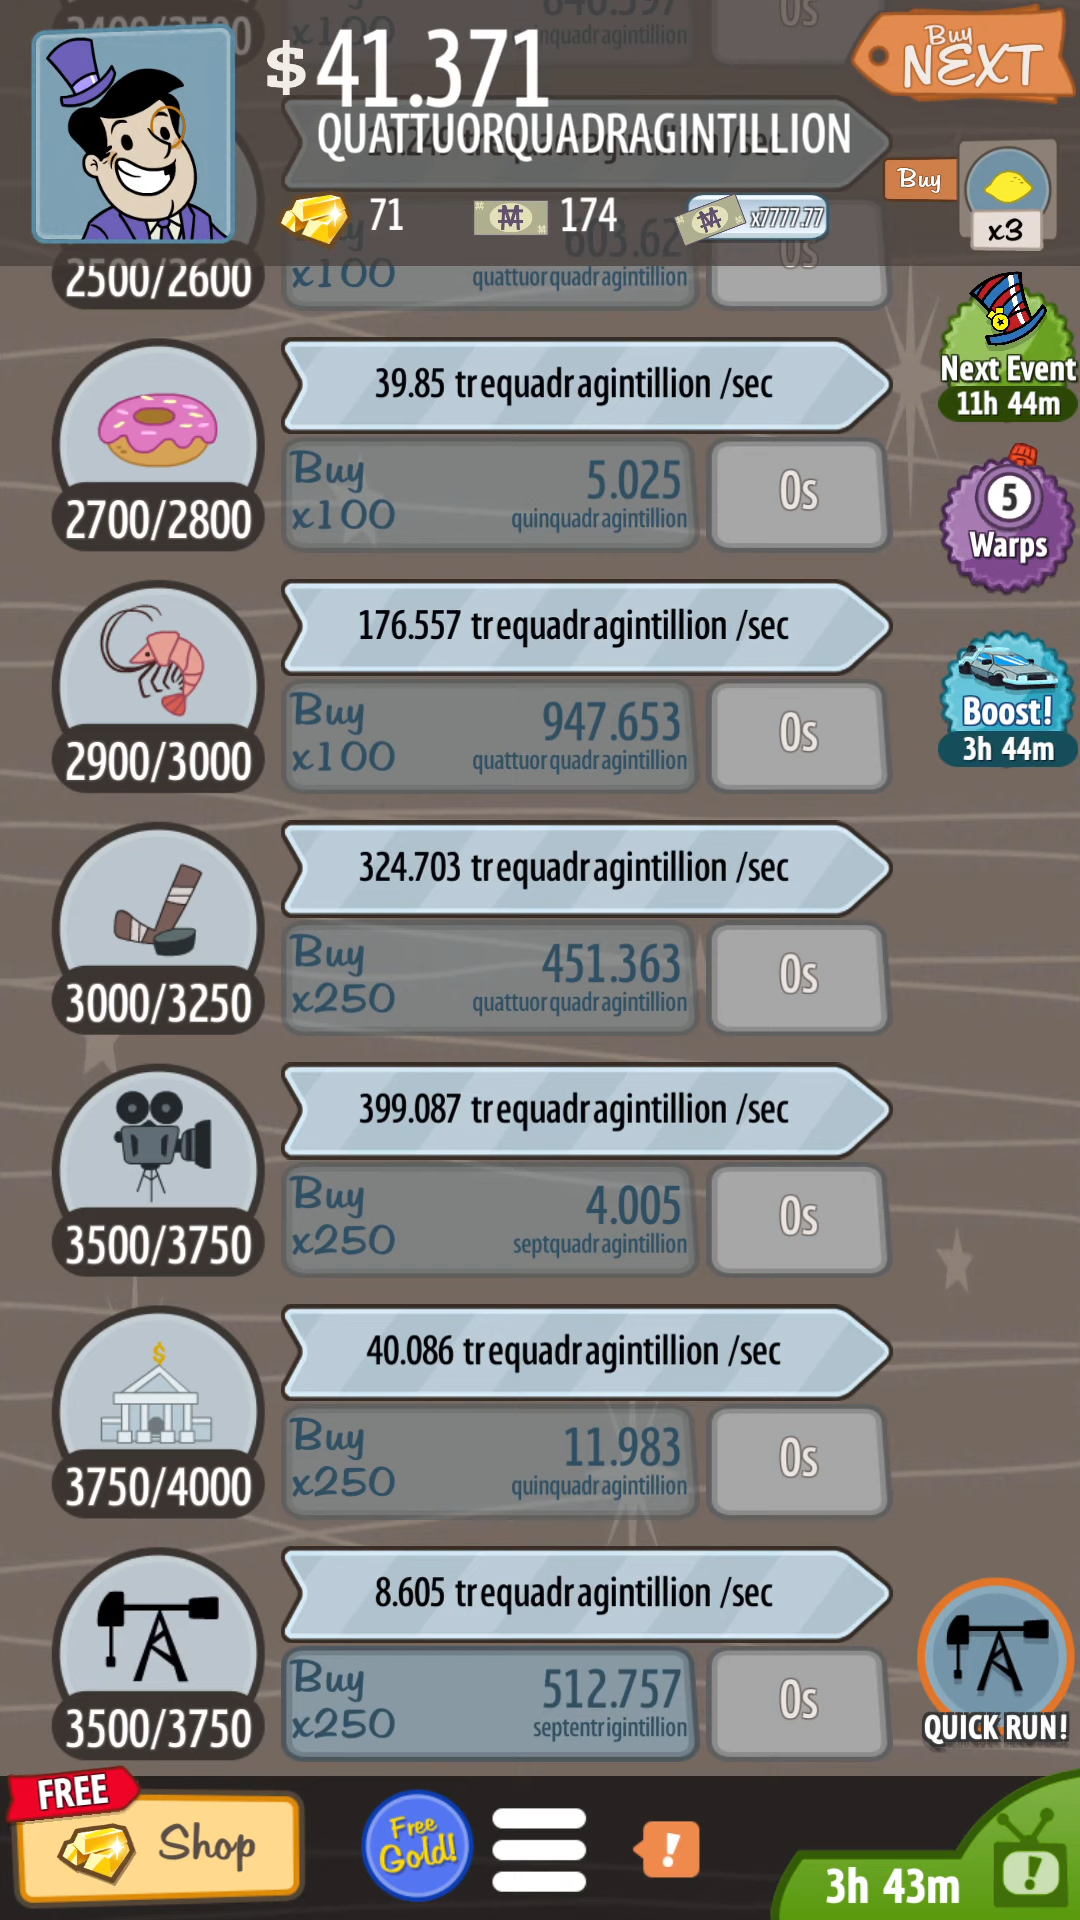 $ 41.371
QUATTUORQUADRAGINTILLION
Buy
NEXT
71
174
x7777.77
Buy
x3
2500/2600
x100
603.62
quattuorquadragintillion
0s
Next Event
11h 44m
39.85 trequadragintillion /sec
Buy
x100
5.025
quinquadragintillion
0s
2700/2800
5
Warps
176.557 trequadragintillion /sec
Buy
x100
947.653
quattuorquadragintillion
0s
2900/3000
Boost!
3h 44m
324.703 trequadragintillion /sec
Buy
x250
451.363
quattuorquadragintillion
0s
3000/3250
399.087 trequadragintillion /sec
Buy
x250
4.005
septquadragintillion
0s
3500/3750
$
40.086 trequadragintillion /sec
Buy
x250
11.983
quinquadragintillion
0s
3750/4000
8.605 trequadragintillion /sec
Buy
x250
512.757
septentrigintillion
0s
3500/3750
QUICK RUN!
FREE
Shop
Free
Gold!
!
3h 43m
!